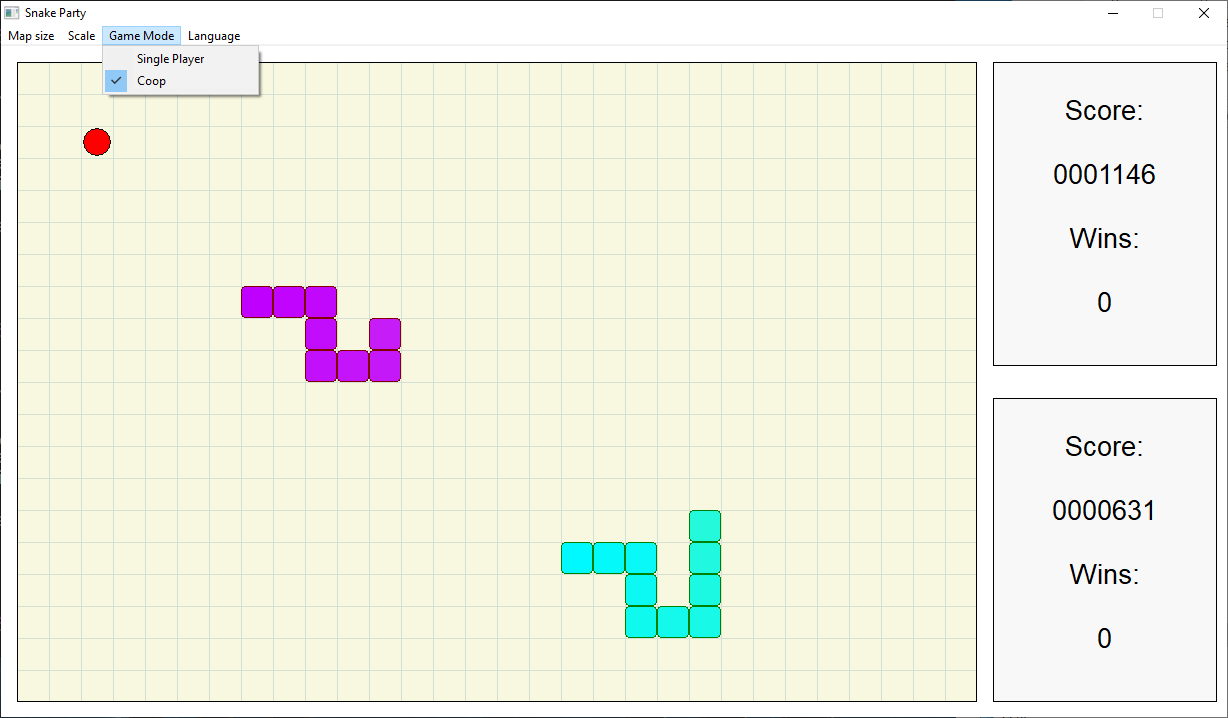 Snake Party
Map size Scale Game Mode Language
Single Player
Coop
Score:
0001146
Wins:
0
Score:
0000631
Wins:
0